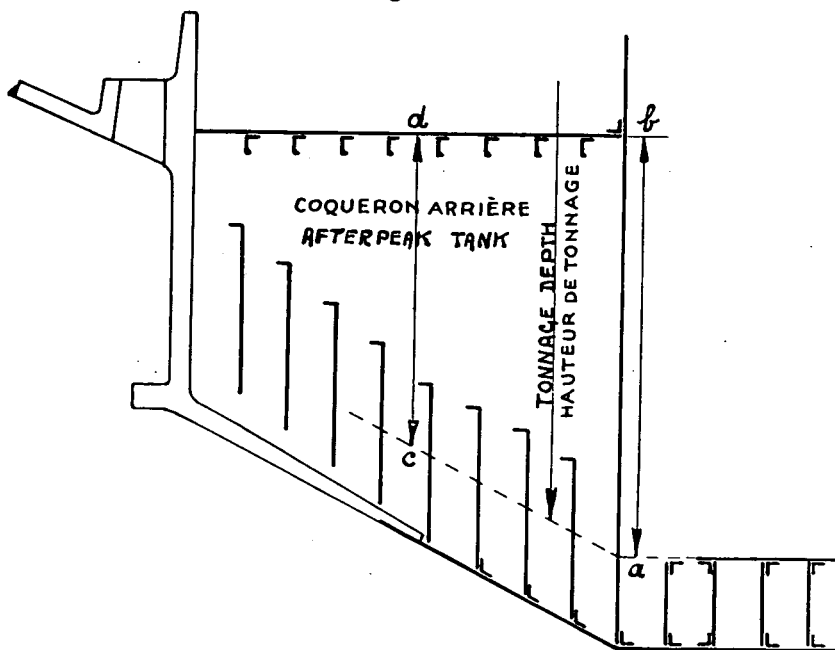 d
b
COQUERON ARRIÈRE
AFTERPEAK TANK
TONNAGE DEPTH
HAUTEUR DE TONNAGE
c
a